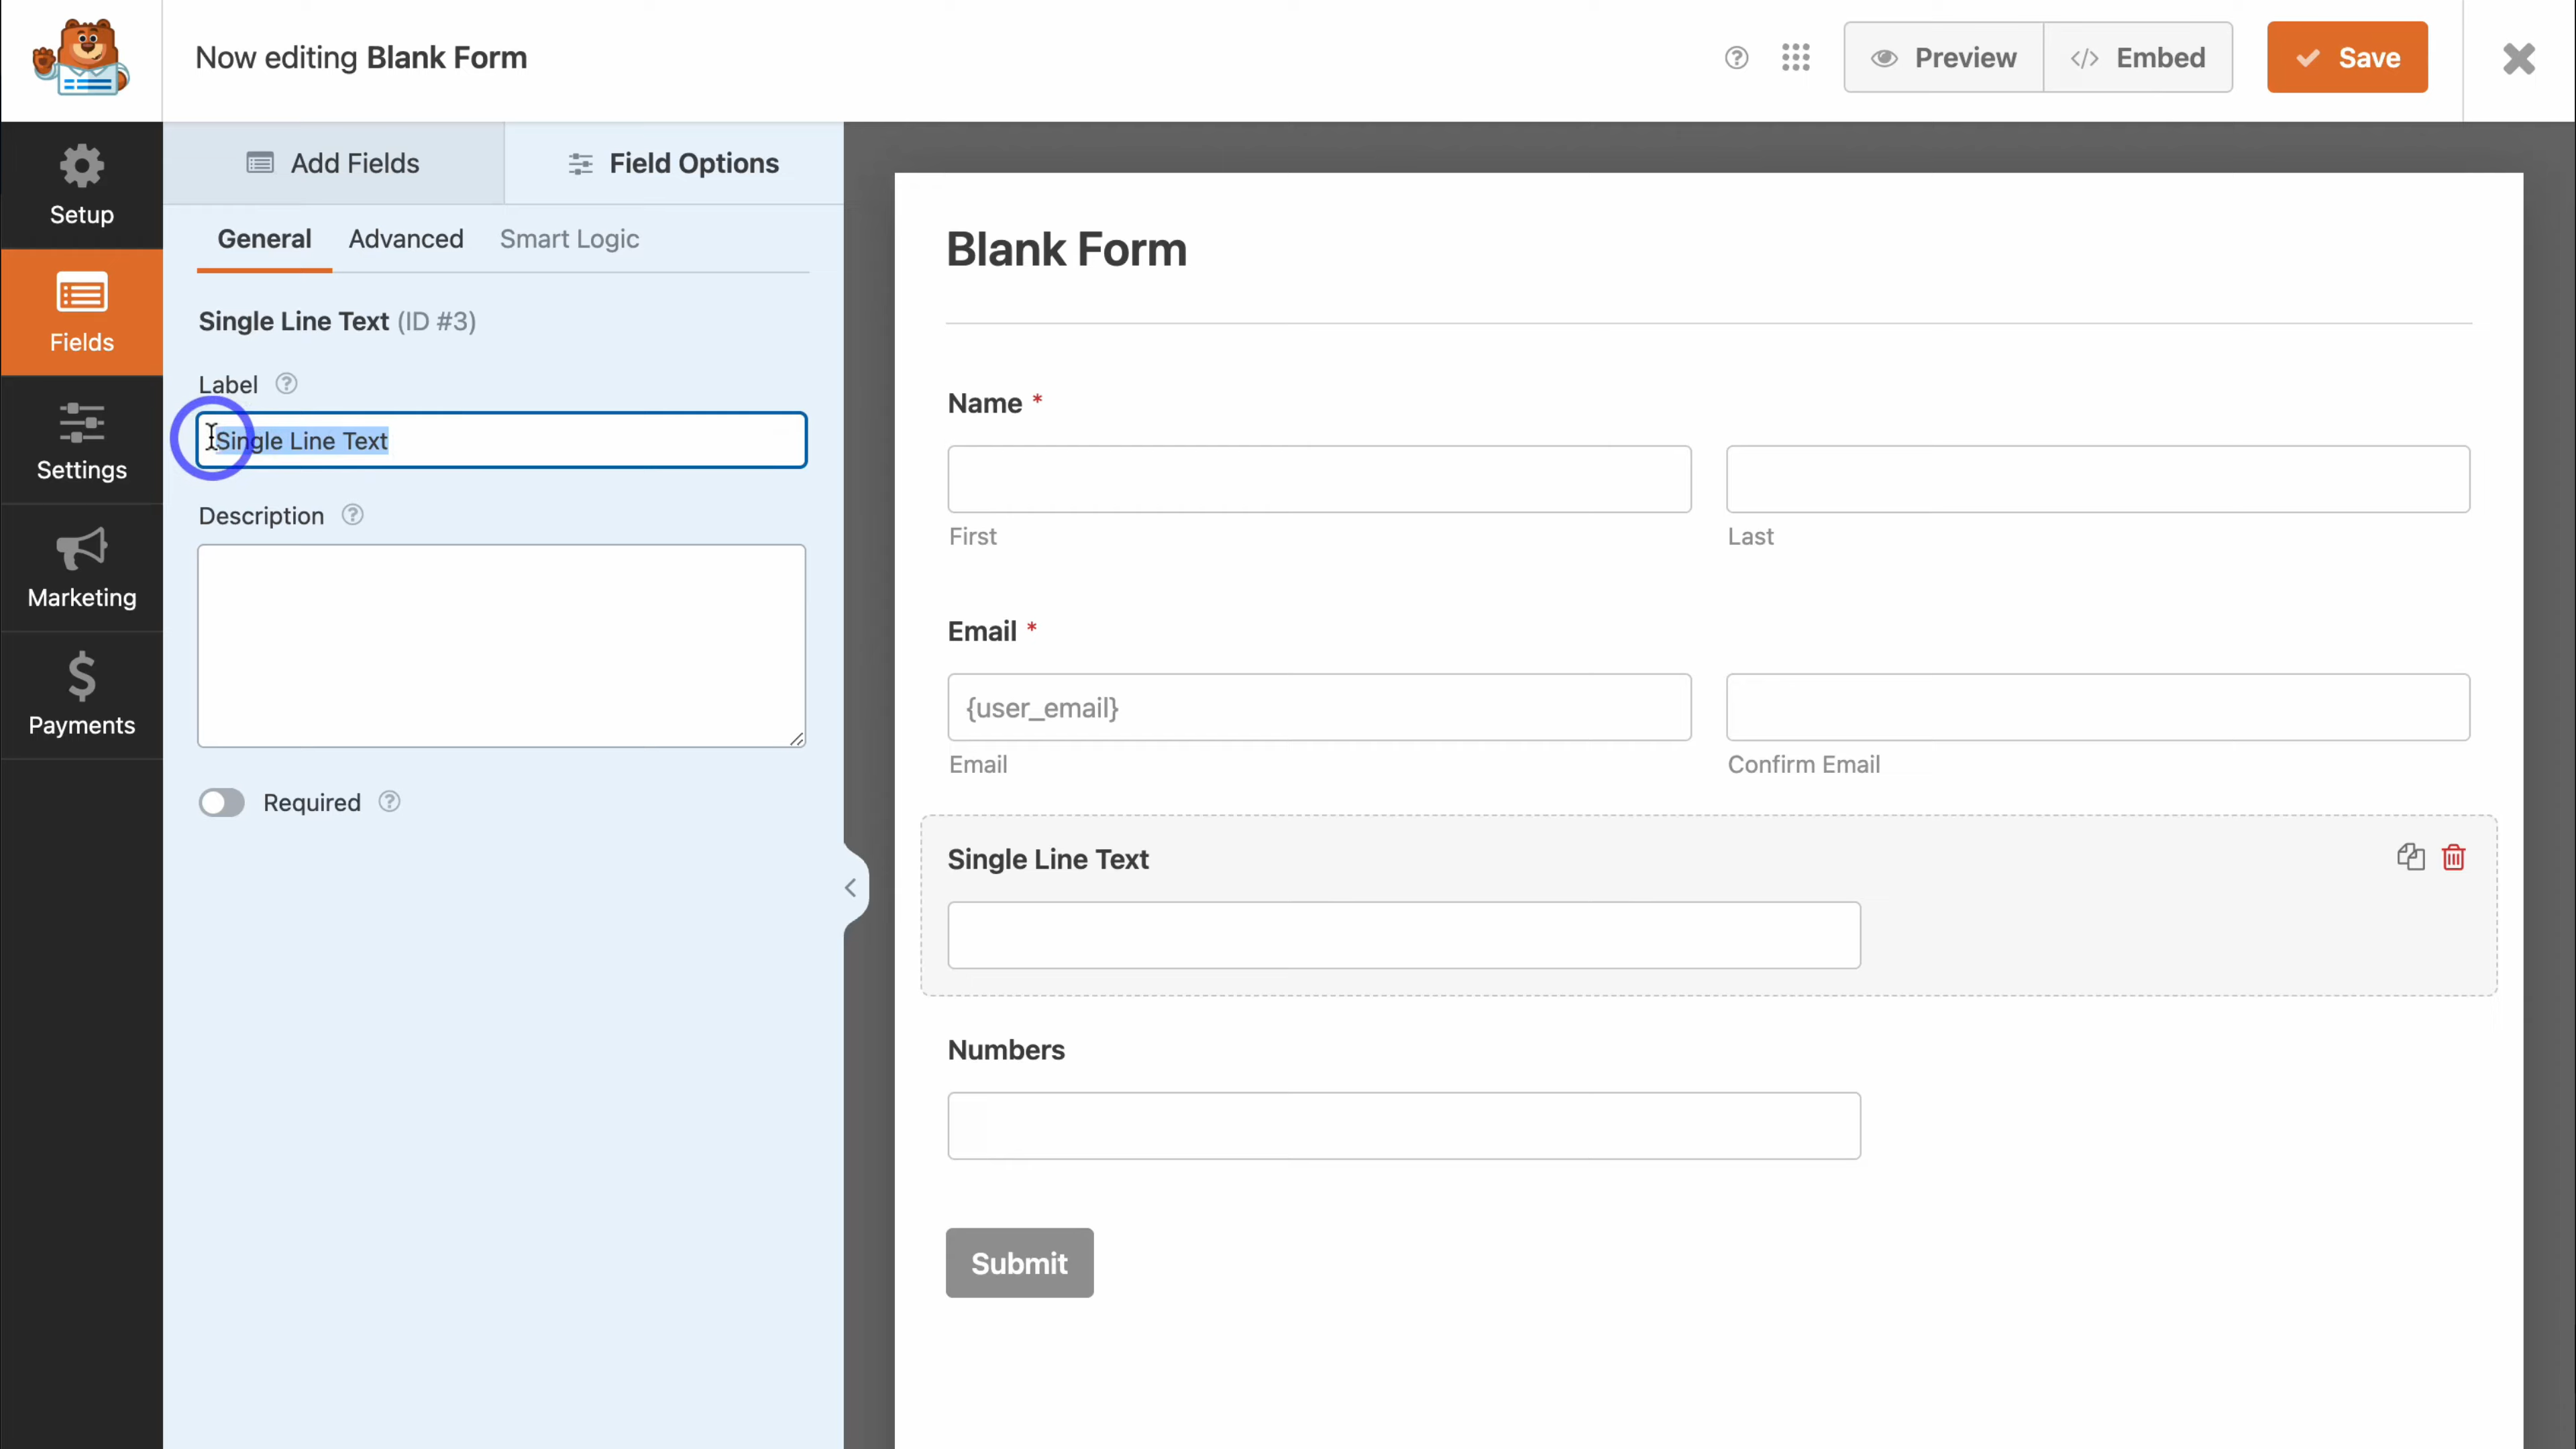 Now editing Blank Form
Preview
Embed
Save
Setup
Fields
Settings
Marketing
Payments
Add Fields
Field Options
General
Advanced
Smart Logic
Single Line Text (ID #3)
Label
Single Line Text
Description
Required
Blank Form
Name *
First
Last
Email *
{user_email}
Email
Confirm Email
Single Line Text
Numbers
Submit